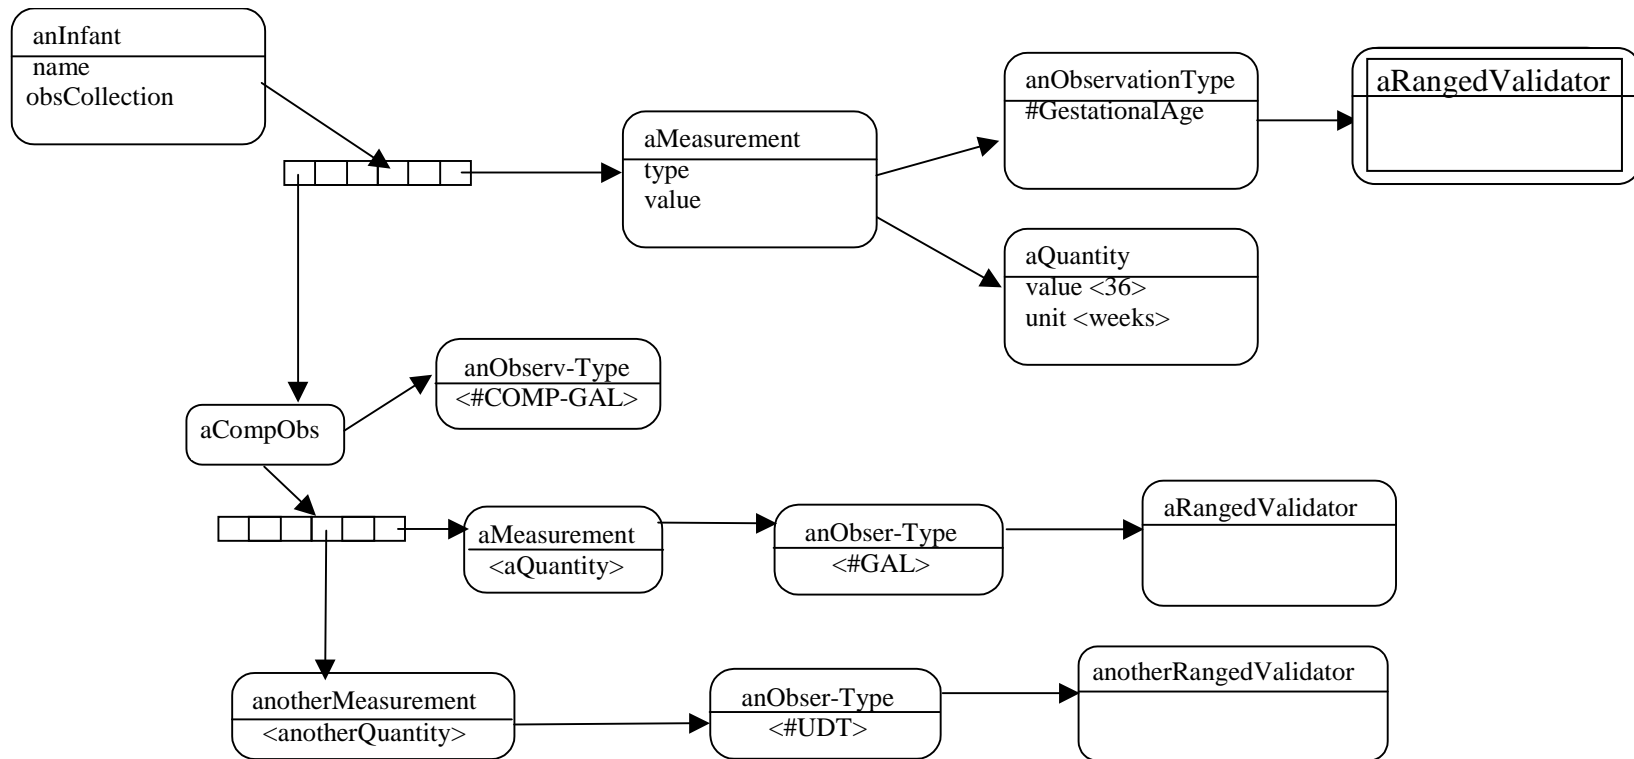 anInfant
name
obsCollection
aMeasurement
type
value
anObservationType
#GestationalAge
aRangedValidator
aQuantity
value <36>
unit <weeks>
anObserv-Type
<#COMP-GAL>
aCompObs
aMeasurement
<aQuantity>
anObser-Type
<#GAL>
aRangedValidator
anotherMeasurement
<anotherQuantity>
anObser-Type
<#UDT>
anotherRangedValidator